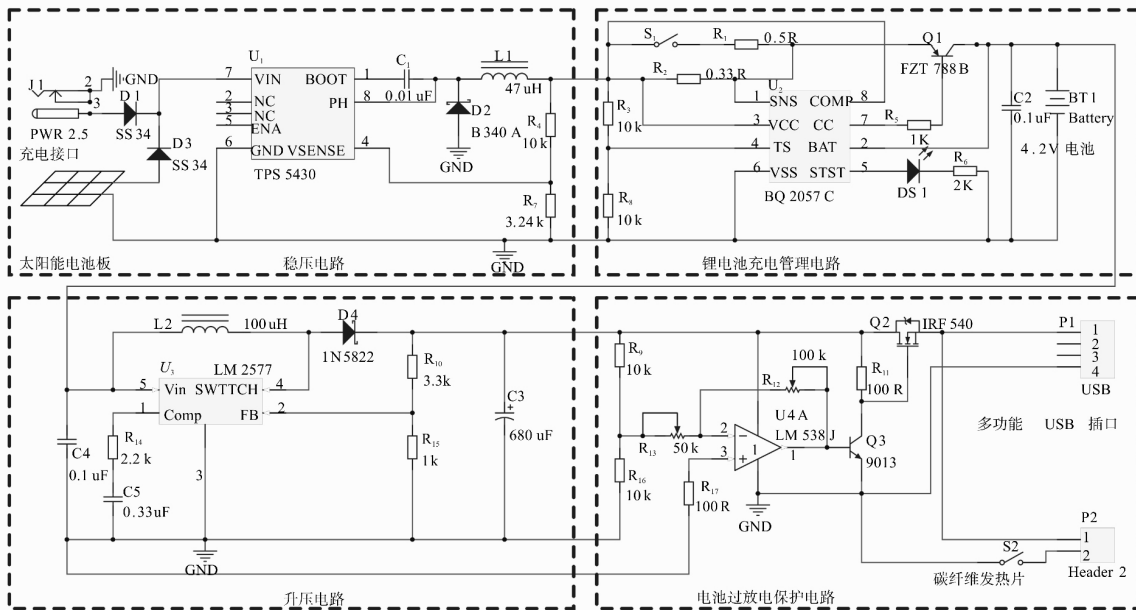 J1
2
3
GND
PWR 2.5
充电接口
D1
SS 34
D3
SS 34
太阳能电池板
U1
7 VIN BOOT 1
2 NC PH 8
3 NC
5 ENA
6 GND VSENSE 4
TPS 5430
C1
0.01 uF
D2
B 340 A
GND
L1
47 uH
R4
10 k
R7
3.24 k
GND
稳压电路
S1
R1 0.5R
R2 0.33R
R3
10 k
R8
10 k
U2
1 SNS COMP 8
3 VCC CC 7
4 TS BAT 2
6 VSS STST 5
BQ 2057 C
Q1
FZT 788 B
R5
1K
DS 1
R6
2K
C2
0.1uF
BT 1
Battery
4.2V 电池
锂电池充电管理电路
L2 100 uH
D4
1N5822
U3 LM 2577
5 Vin SWTTCH 4
1 Comp FB 2
3
C4
0.1 uF
R14
2.2 k
C5
0.33uF
GND
R10
3.3k
R15
1k
C3
+
680 uF
升压电路
R9
10 k
R16
10 k
R13 50 k
R12
100 k
R17
100 R
U4 A
LM 538 J
2 −
3 +
1 1
GND
R11
100 R
Q3
9013
Q2 IRF 540
P1
1
2
3
4
USB
多功能 USB 插口
P2
1
2
Header 2
S2
碳纤维发热片
电池过放电保护电路